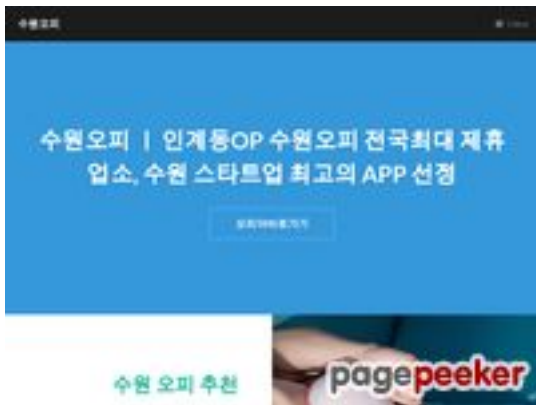 수원오피
수원오피 | 인계동OP 수원오피 전국최대 제휴
업소, 수원 스타트업 최고의 APP 선정
수원 오피 추천
pagepeeker